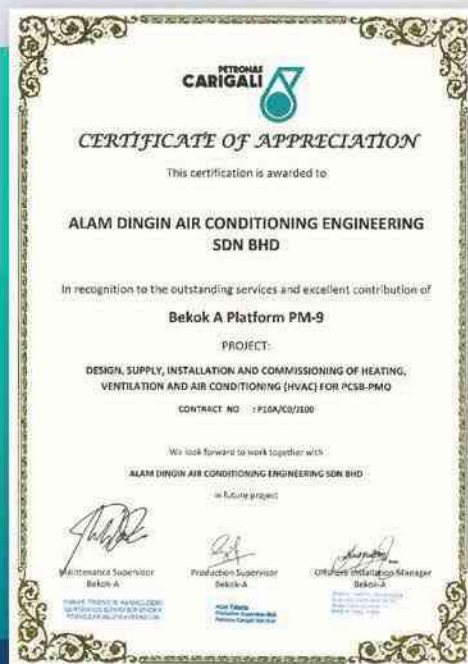 PETRONAS
CARIGALI
CERTIFICATE OF APPRECIATION
This certification is awarded to
ALAM DINGIN AIR CONDITIONING ENGINEERING
SDN BHD
In recognition to the outstanding services and excellent contribution of
Bekok A Platform PM-9
PROJECT:
DESIGN, SUPPLY, INSTALLATION AND COMMISSIONING OF HEATING,
VENTILATION AND AIR CONDITIONING (HVAC) FOR PCSB-PMO
CONTRACT NO : P10A/C0/J100
We look forward to work together with
ALAM DINGIN AIR CONDITIONING ENGINEERING SDN BHD
in future project
Maintenance Supervisor
Production Supervisor
Offshore Installation Manager
Bekok-A
Bekok-A
Bekok-A